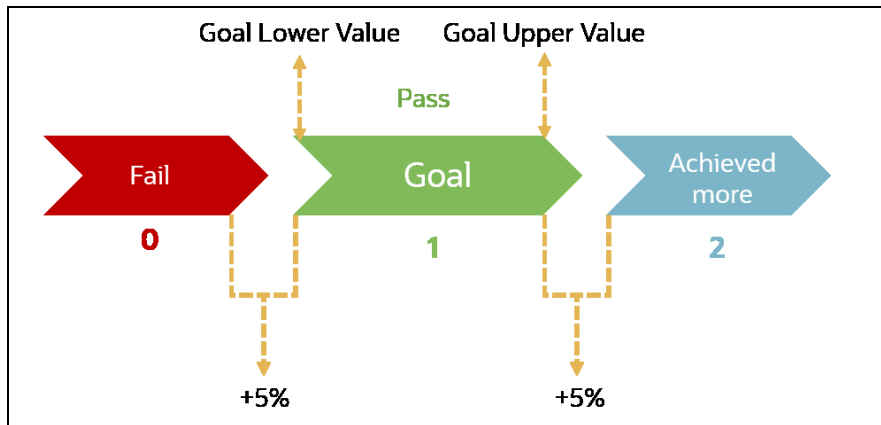 Goal Lower Value
Goal Upper Value
Pass
Fail
Goal
Achieved
more
0
1
2
+5%
+5%